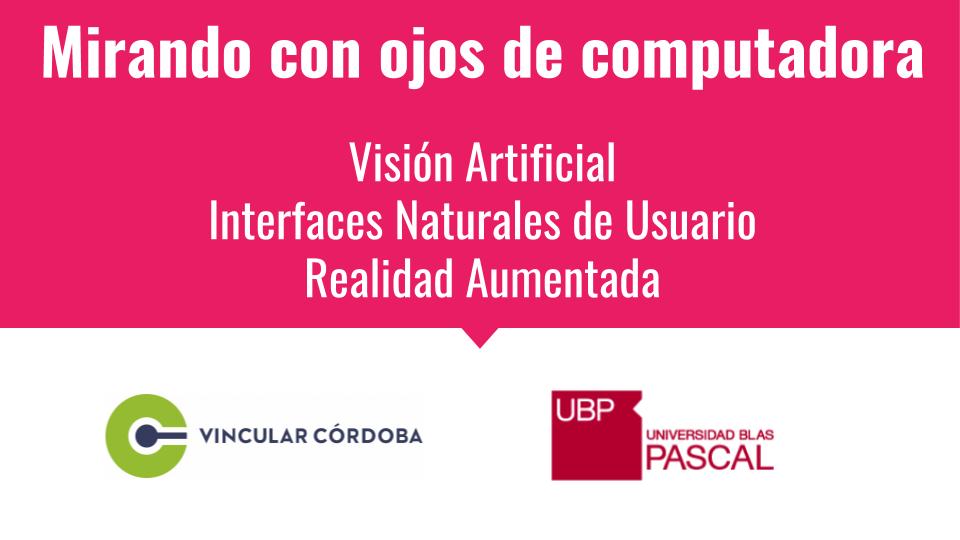 Mirando con ojos de computadora
Visión Artificial
Interfaces Naturales de Usuario
Realidad Aumentada
VINCULAR CÓRDOBA
UBP
UNIVERSIDAD BLAS
PASCAL